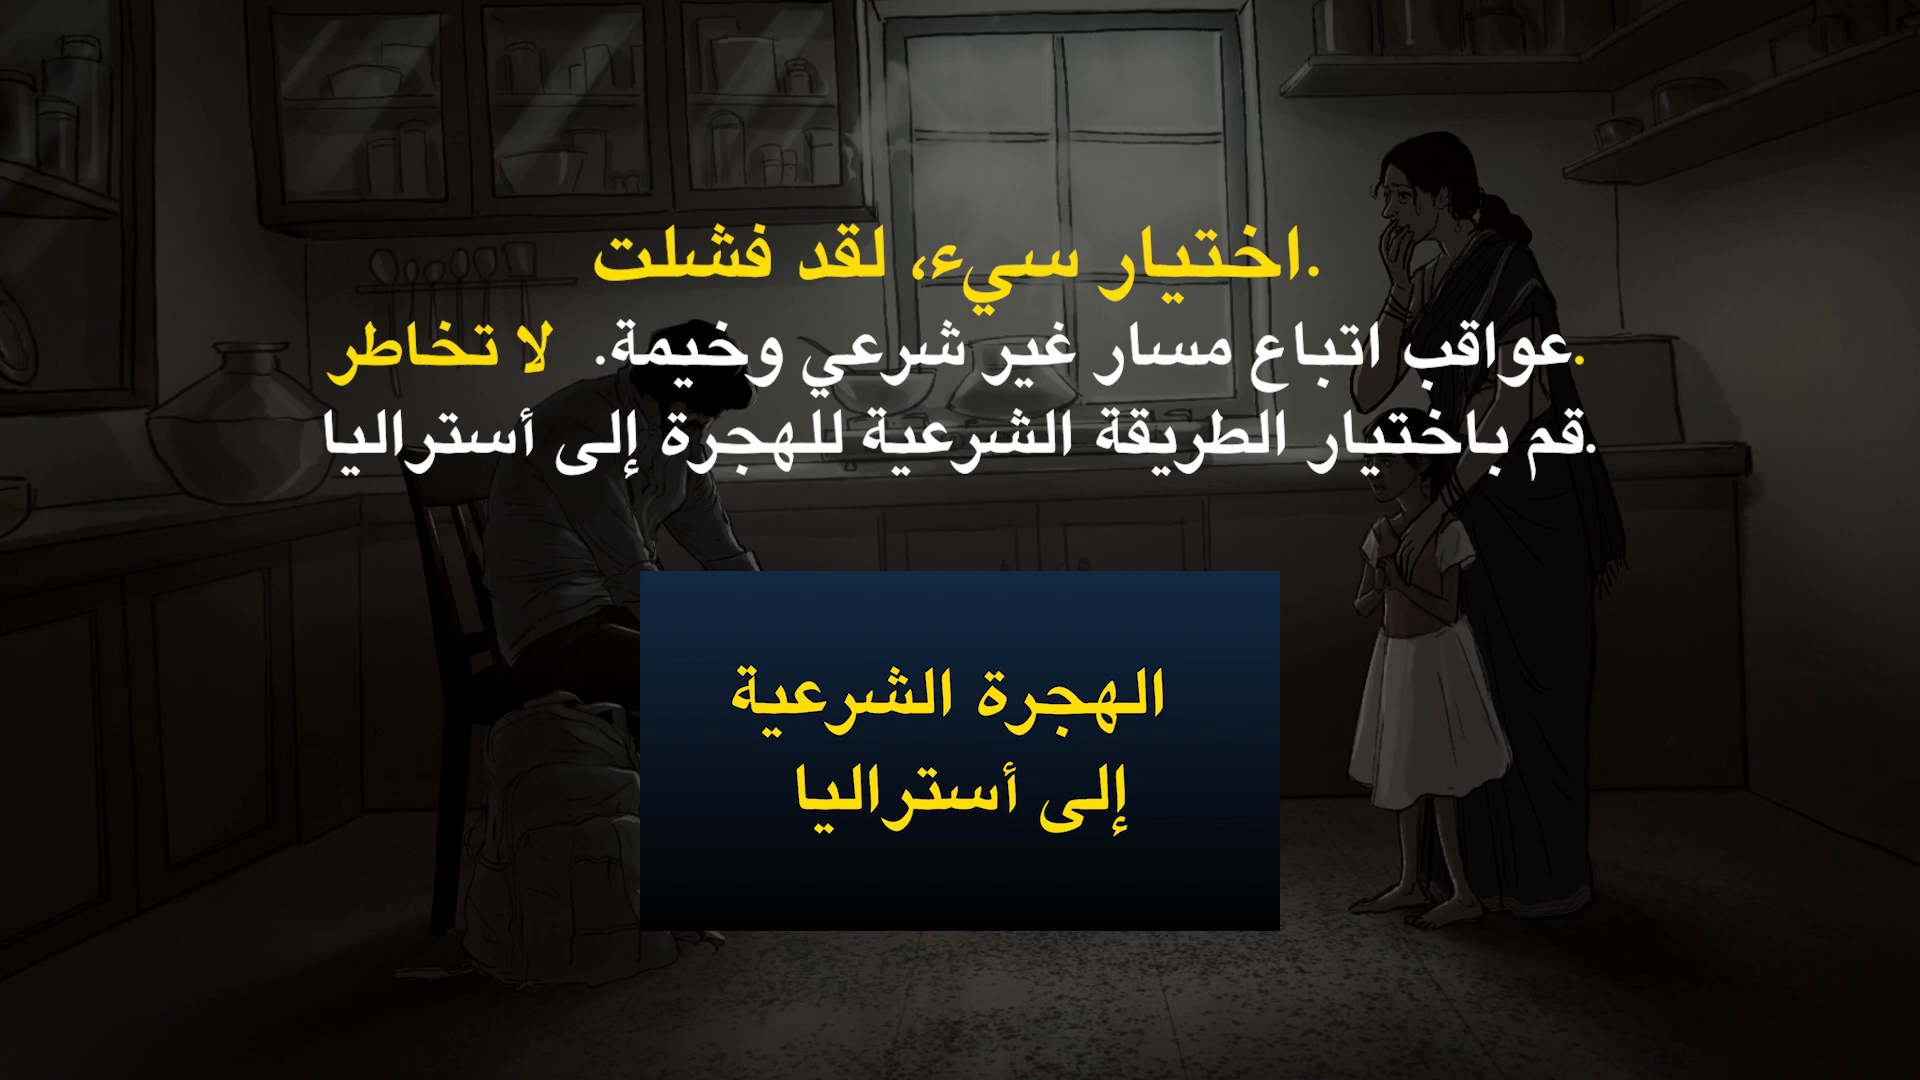 اختيار سيء، لقد فشلت.
عواقب اتباع مسار غير شرعي وخيمة. لا تخاطر.
قم باختيار الطريقة الشرعية للهجرة إلى أستراليا.
الهجرة الشرعية
إلى أستراليا